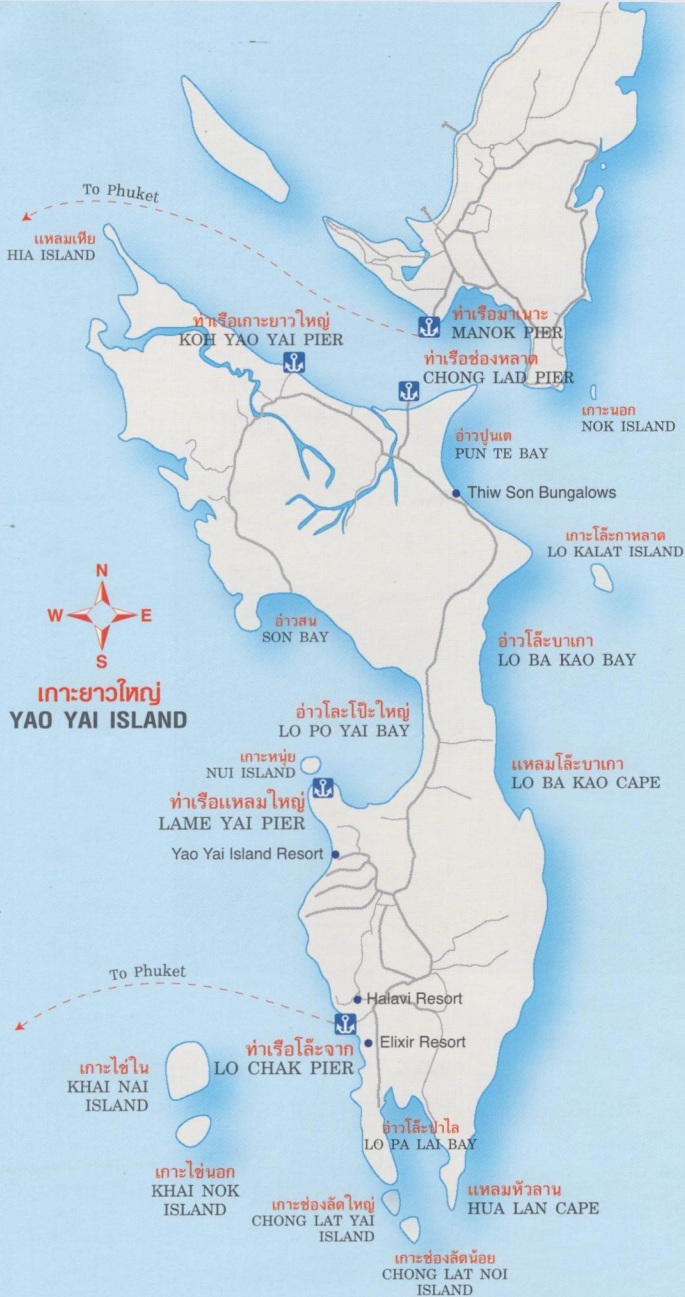 To Phuket
แหลมเหีย
HIA ISLAND
ท่าเรือเกาะยาวใหญ่
KOH YAO YAI PIER
ท่าเรือมาเนาะ
MANOK PIER
ท่าเรือช่องหลาด
CHONG LAD PIER
เกาะนอก
NOK ISLAND
อ่าวปูนเต
PUN TE BAY
Thiw Son Bungalows
เกาะโล๊ะกาหลาด
LO KALAT ISLAND
N
W
E
S
เกาะยาวใหญ่
YAO YAI ISLAND
อ่าวสน
SON BAY
อ่าวโล๊ะบาเกา
LO BA KAO BAY
อ่าวโละโป๊ะใหญ่
LO PO YAI BAY
เกาะหนุ่ย
NUI ISLAND
แหลมโล๊ะบาเกา
LO BA KAO CAPE
ท่าเรือแหลมใหญ่
LAME YAI PIER
Yao Yai Island Resort
To Phuket
Halavi Resort
Elixir Resort
ท่าเรือโล๊ะจาก
LO CHAK PIER
เกาะไข่ใน
KHAI NAI
ISLAND
อ่าวโล๊ะปาไล
LO PA LAI BAY
เกาะไข่นอก
KHAI NOK
ISLAND
แหลมหัวลาน
HUA LAN CAPE
เกาะช่องลัดใหญ่
CHONG LAT YAI
ISLAND
เกาะช่องลัดน้อย
CHONG LAT NOI
ISLAND